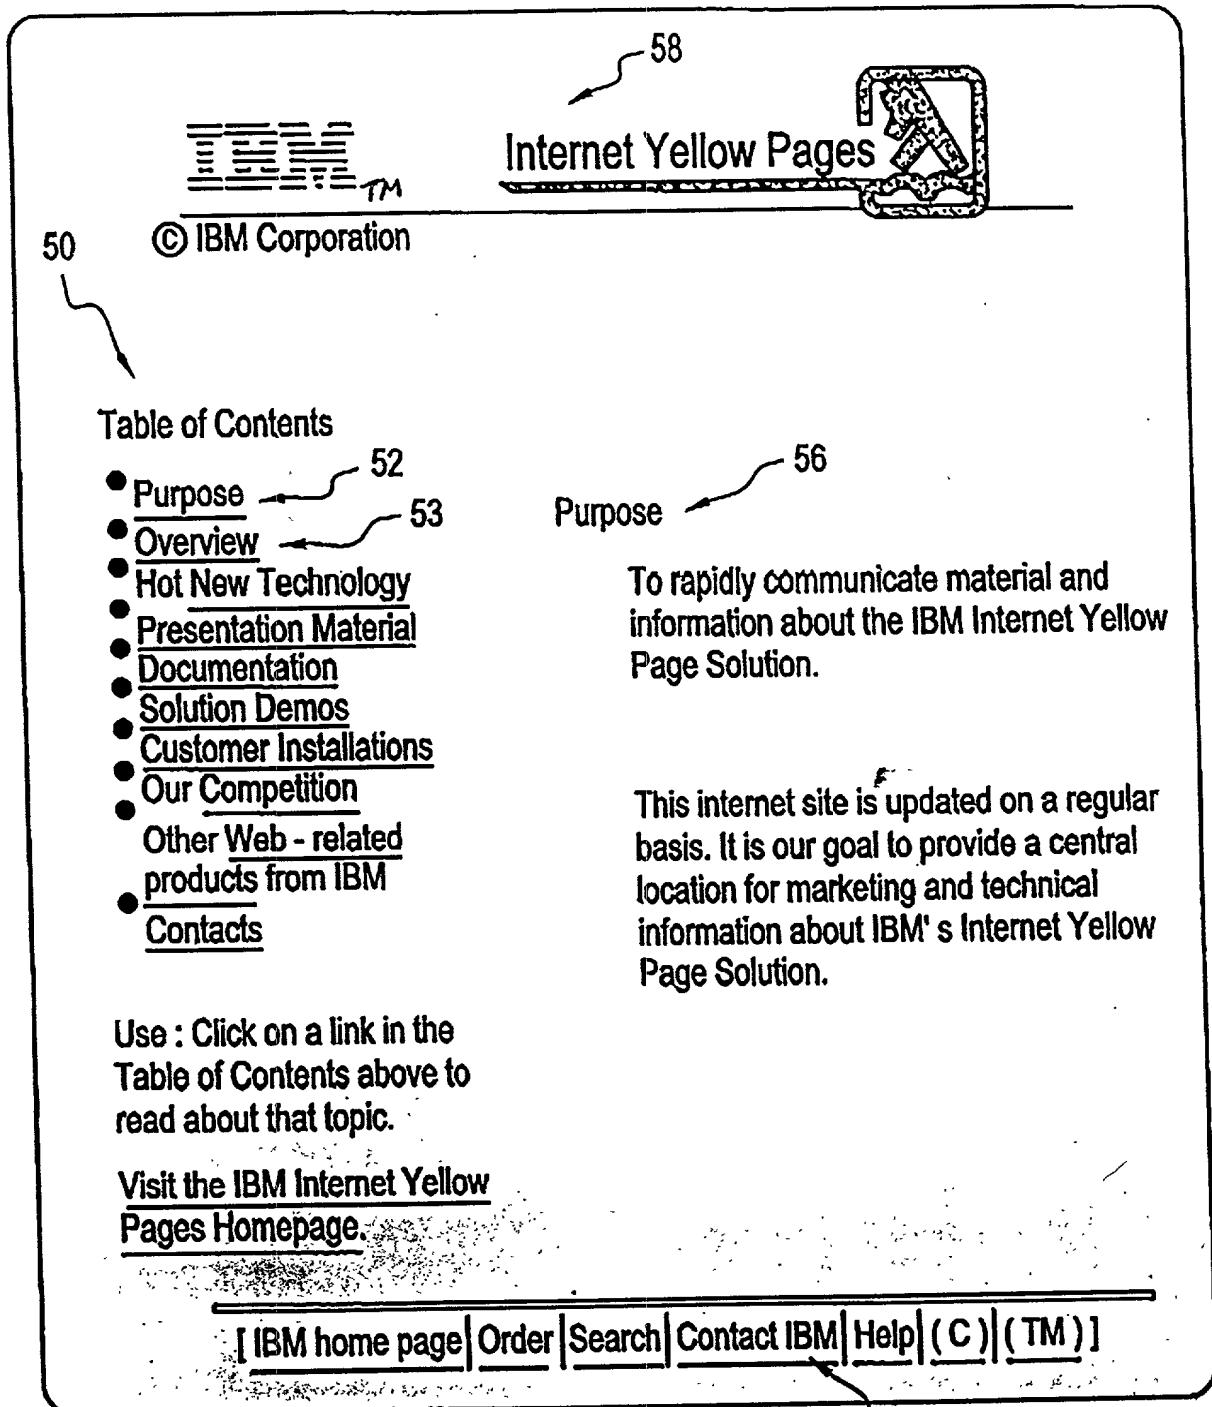 58
IBM TM
Internet Yellow Pages
© IBM Corporation
50
Table of Contents
Purpose
52
Overview
53
Hot New Technology
Presentation Material
Documentation
Solution Demos
Customer Installations
Our Competition
Other Web - related
products from IBM
Contacts
Use : Click on a link in the
Table of Contents above to
read about that topic.
Visit the IBM Internet Yellow
Pages Homepage.
56
Purpose
To rapidly communicate material and
information about the IBM Internet Yellow
Page Solution.
This internet site is updated on a regular
basis. It is our goal to provide a central
location for marketing and technical
information about IBM' s Internet Yellow
Page Solution.
[ IBM home page| Order | Search| Contact IBM| Help| ( C )| ( TM ) ]